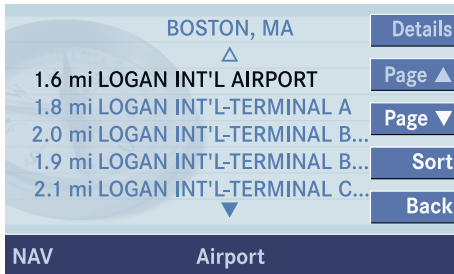 BOSTON, MA
Details
1.6 mi LOGAN INT'L AIRPORT
Page ▲
1.8 mi LOGAN INT'L-TERMINAL A
Page ▼
2.0 mi LOGAN INT'L-TERMINAL B...
1.9 mi LOGAN INT'L-TERMINAL B...
Sort
2.1 mi LOGAN INT'L-TERMINAL C...
Back
NAV Airport